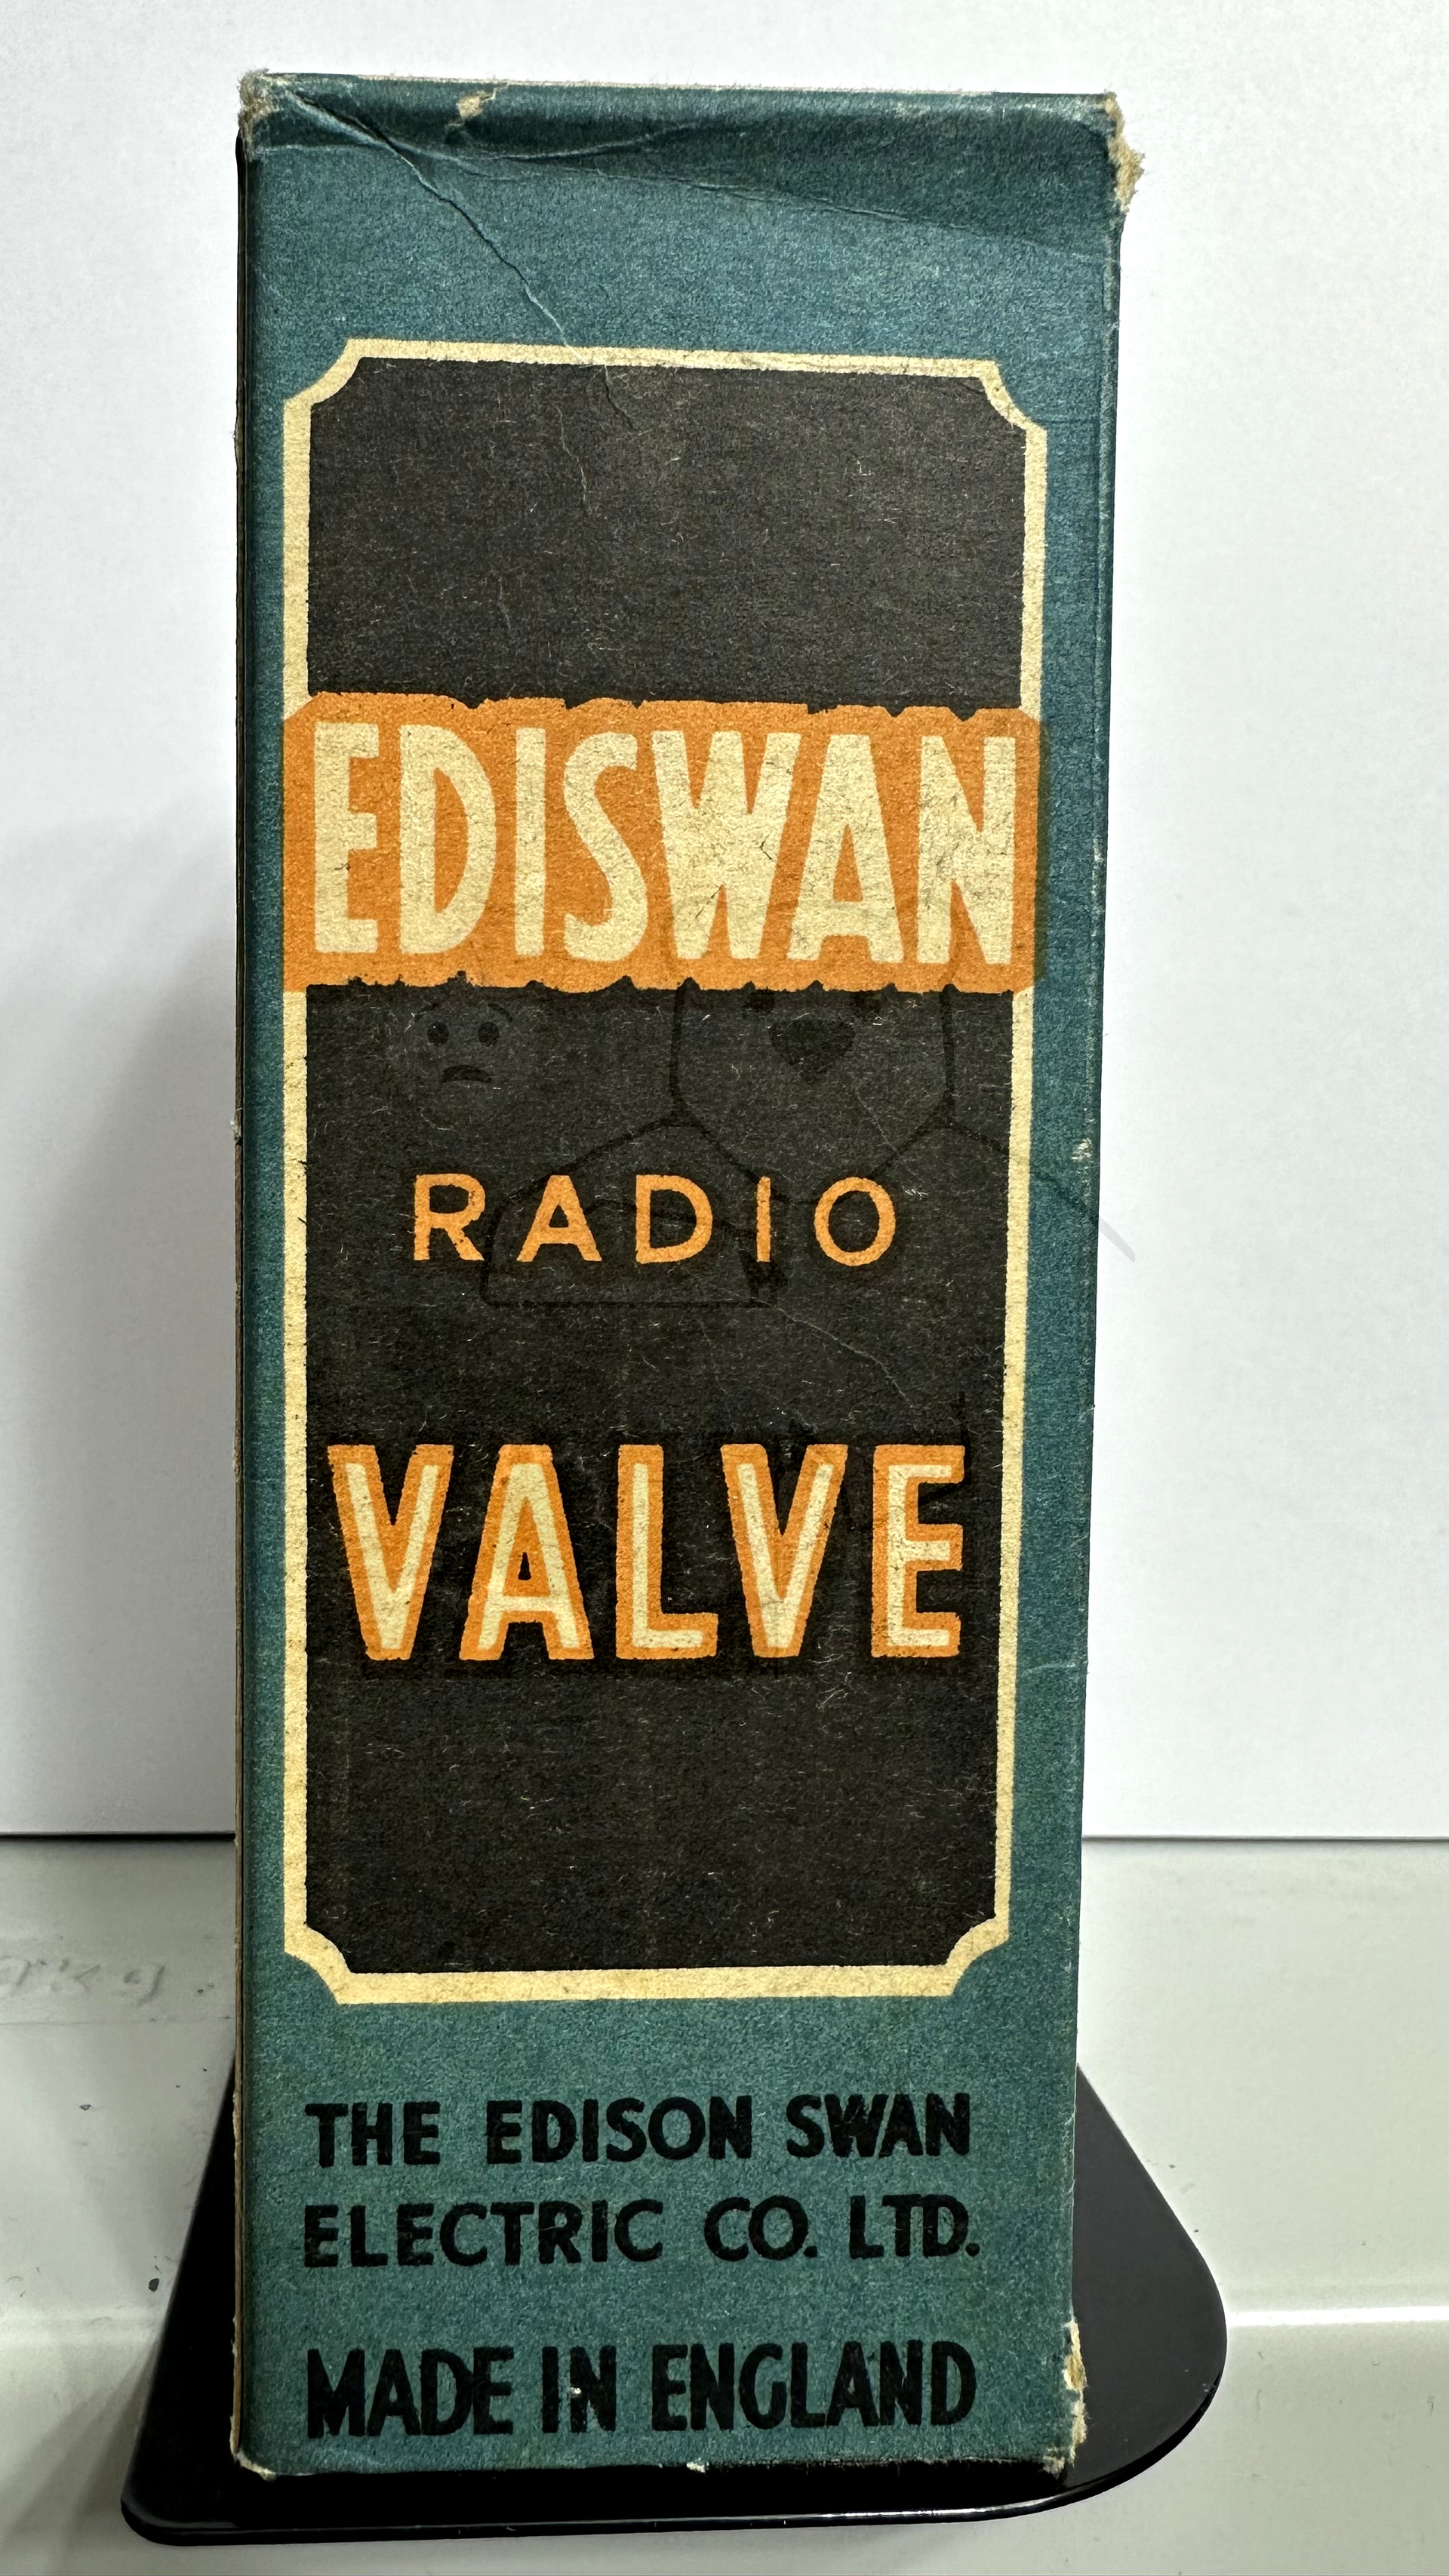 EDISWAN
RADIO
VALVE
THE EDISON SWAN
ELECTRIC CO. LTD.
MADE IN ENGLAND